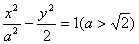 x²/a² - y²/2 = 1(a > √2)